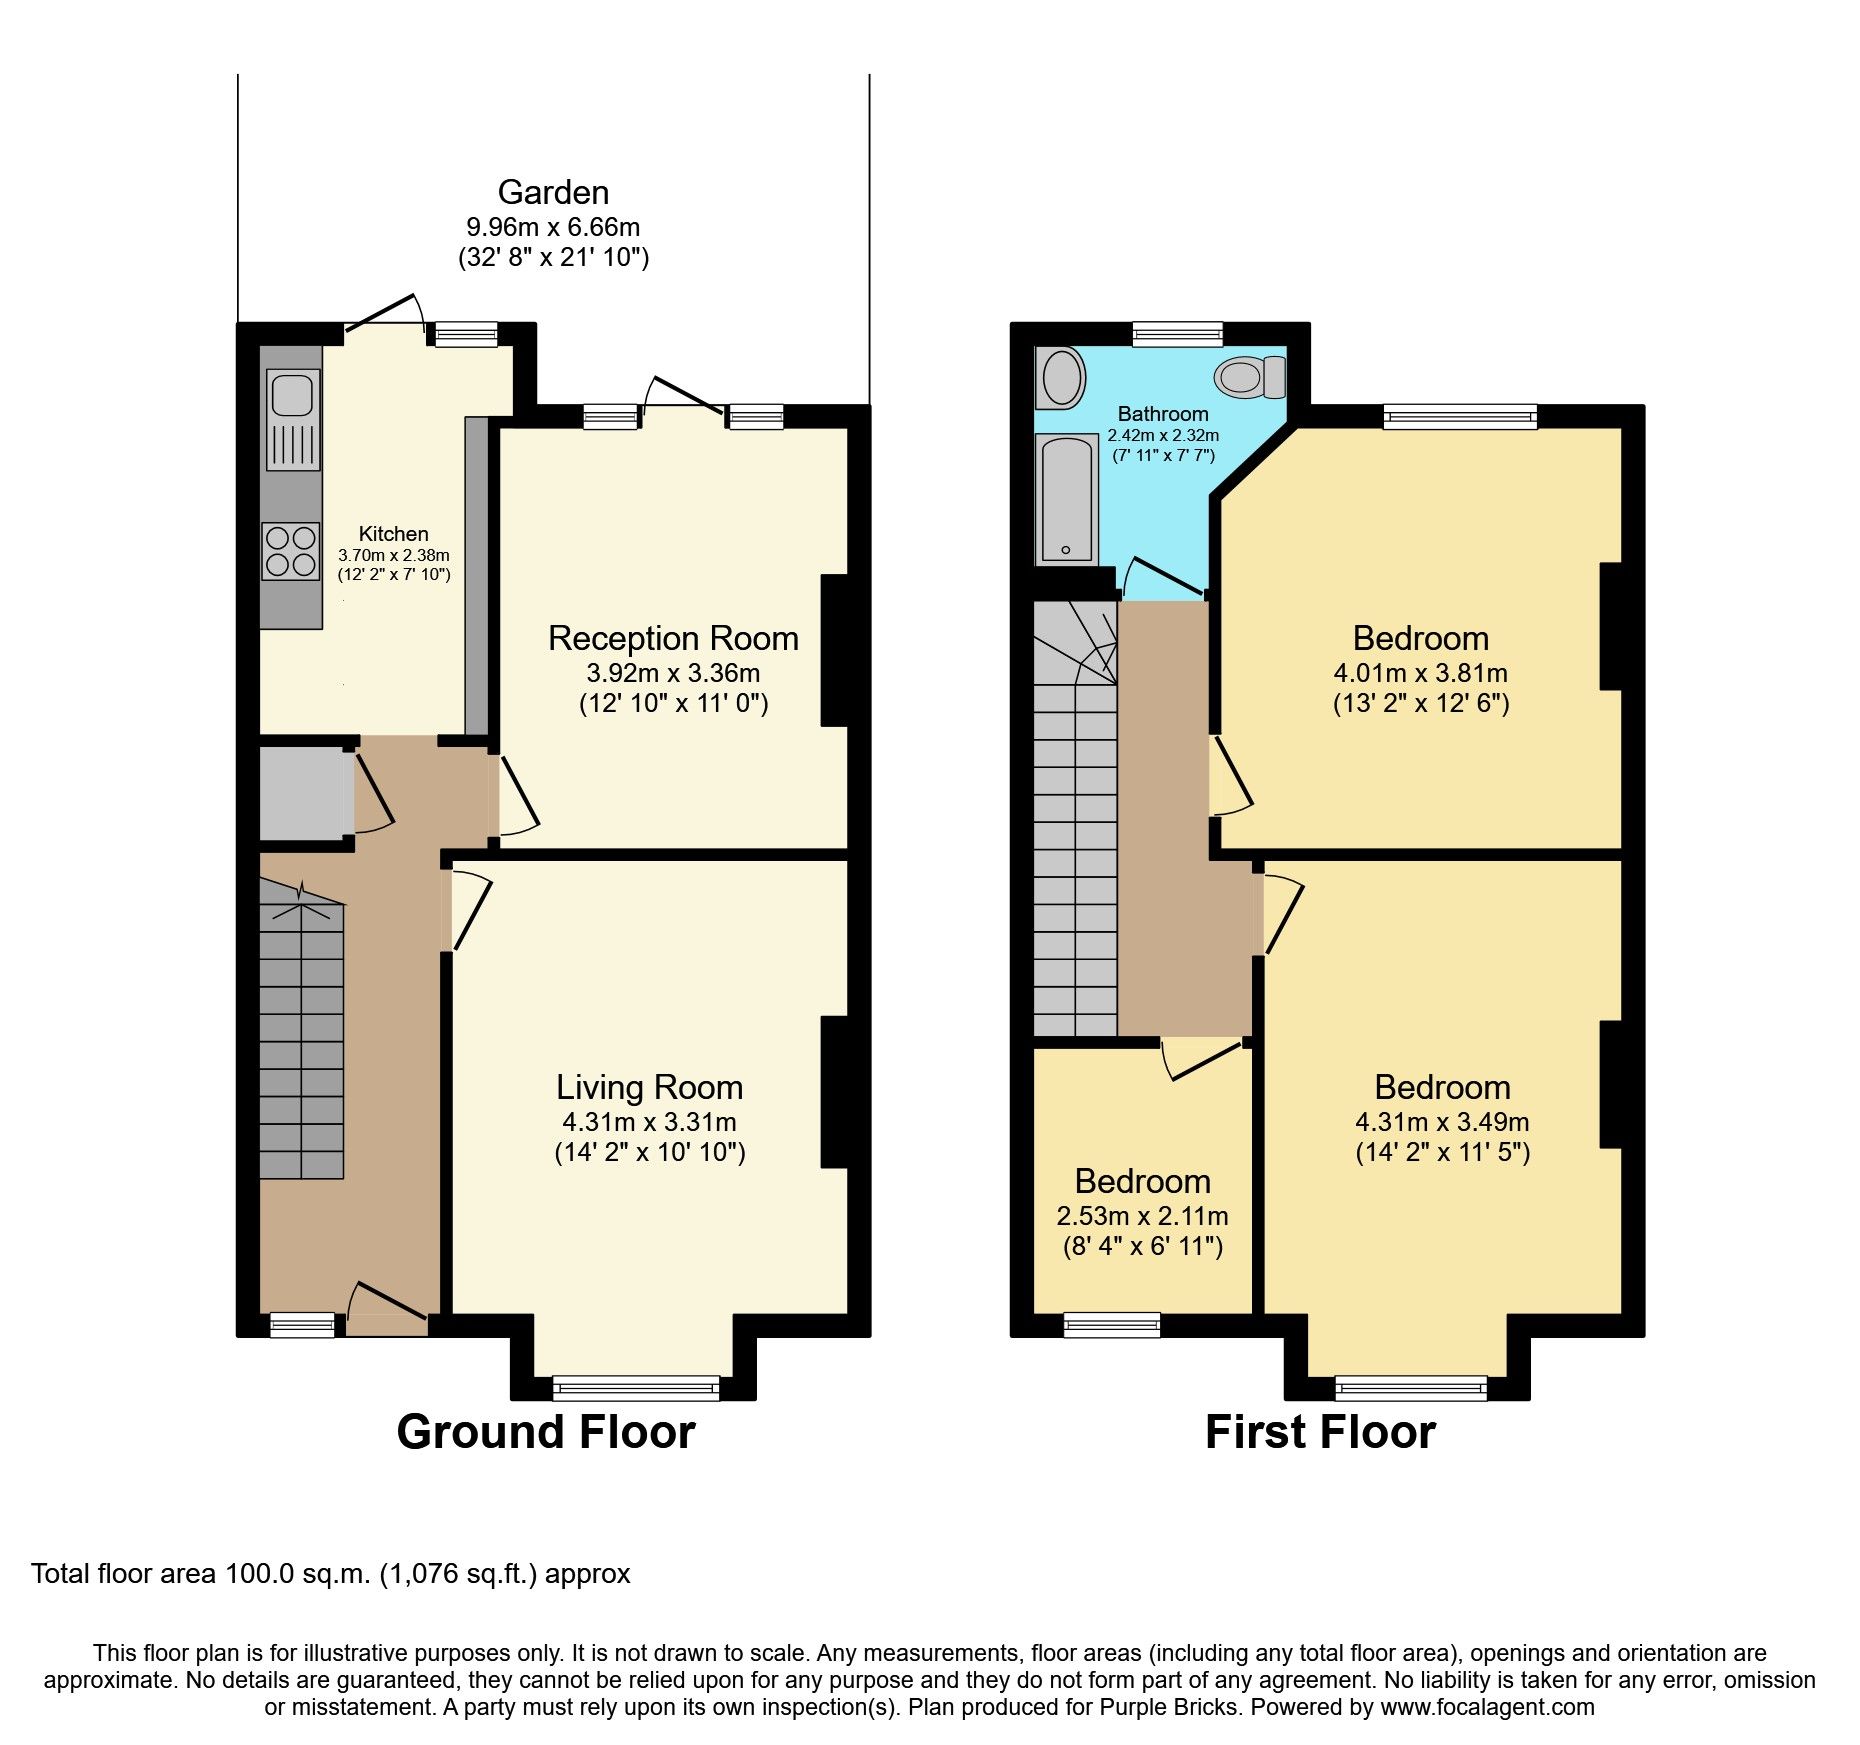 Garden
9.96m x 6.66m
(32' 8" x 21' 10")
Kitchen
3.70m x 2.38m
(12' 2" x 7' 10")
Reception Room
3.92m x 3.36m
(12' 10" x 11' 0")
Living Room
4.31m x 3.31m
(14' 2" x 10' 10")
Ground Floor
Bathroom
2.42m x 2.32m
(7' 11" x 7' 7")
Bedroom
4.01m x 3.81m
(13' 2" x 12' 6")
Bedroom
4.31m x 3.49m
(14' 2" x 11' 5")
Bedroom
2.53m x 2.11m
(8' 4" x 6' 11")
First Floor
Total floor area 100.0 sq.m. (1,076 sq.ft.) approx
This floor plan is for illustrative purposes only. It is not drawn to scale. Any measurements, floor areas (including any total floor area), openings and orientation are
approximate. No details are guaranteed, they cannot be relied upon for any purpose and they do not form part of any agreement. No liability is taken for any error, omission
or misstatement. A party must rely upon its own inspection(s). Plan produced for Purple Bricks. Powered by www.focalagent.com